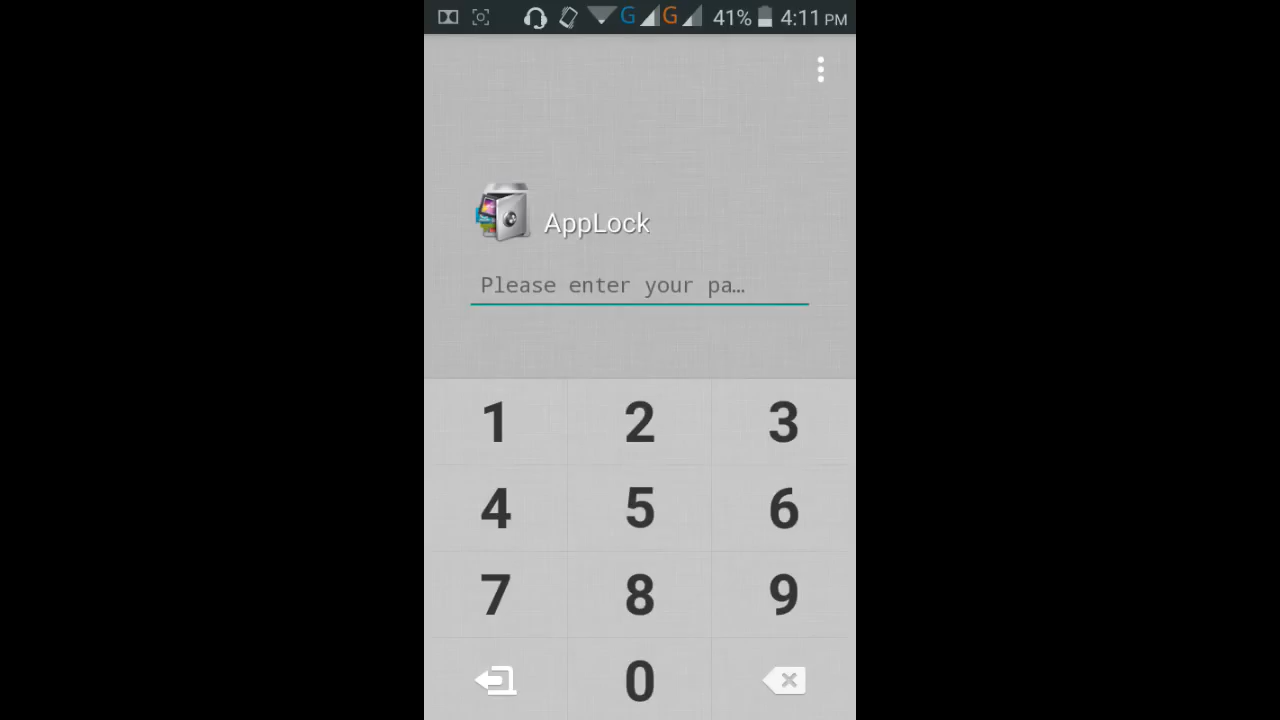 G G 41% 4:11 PM
AppLock
Please enter your pa…
1 2 3
4 5 6
7 8 9
0